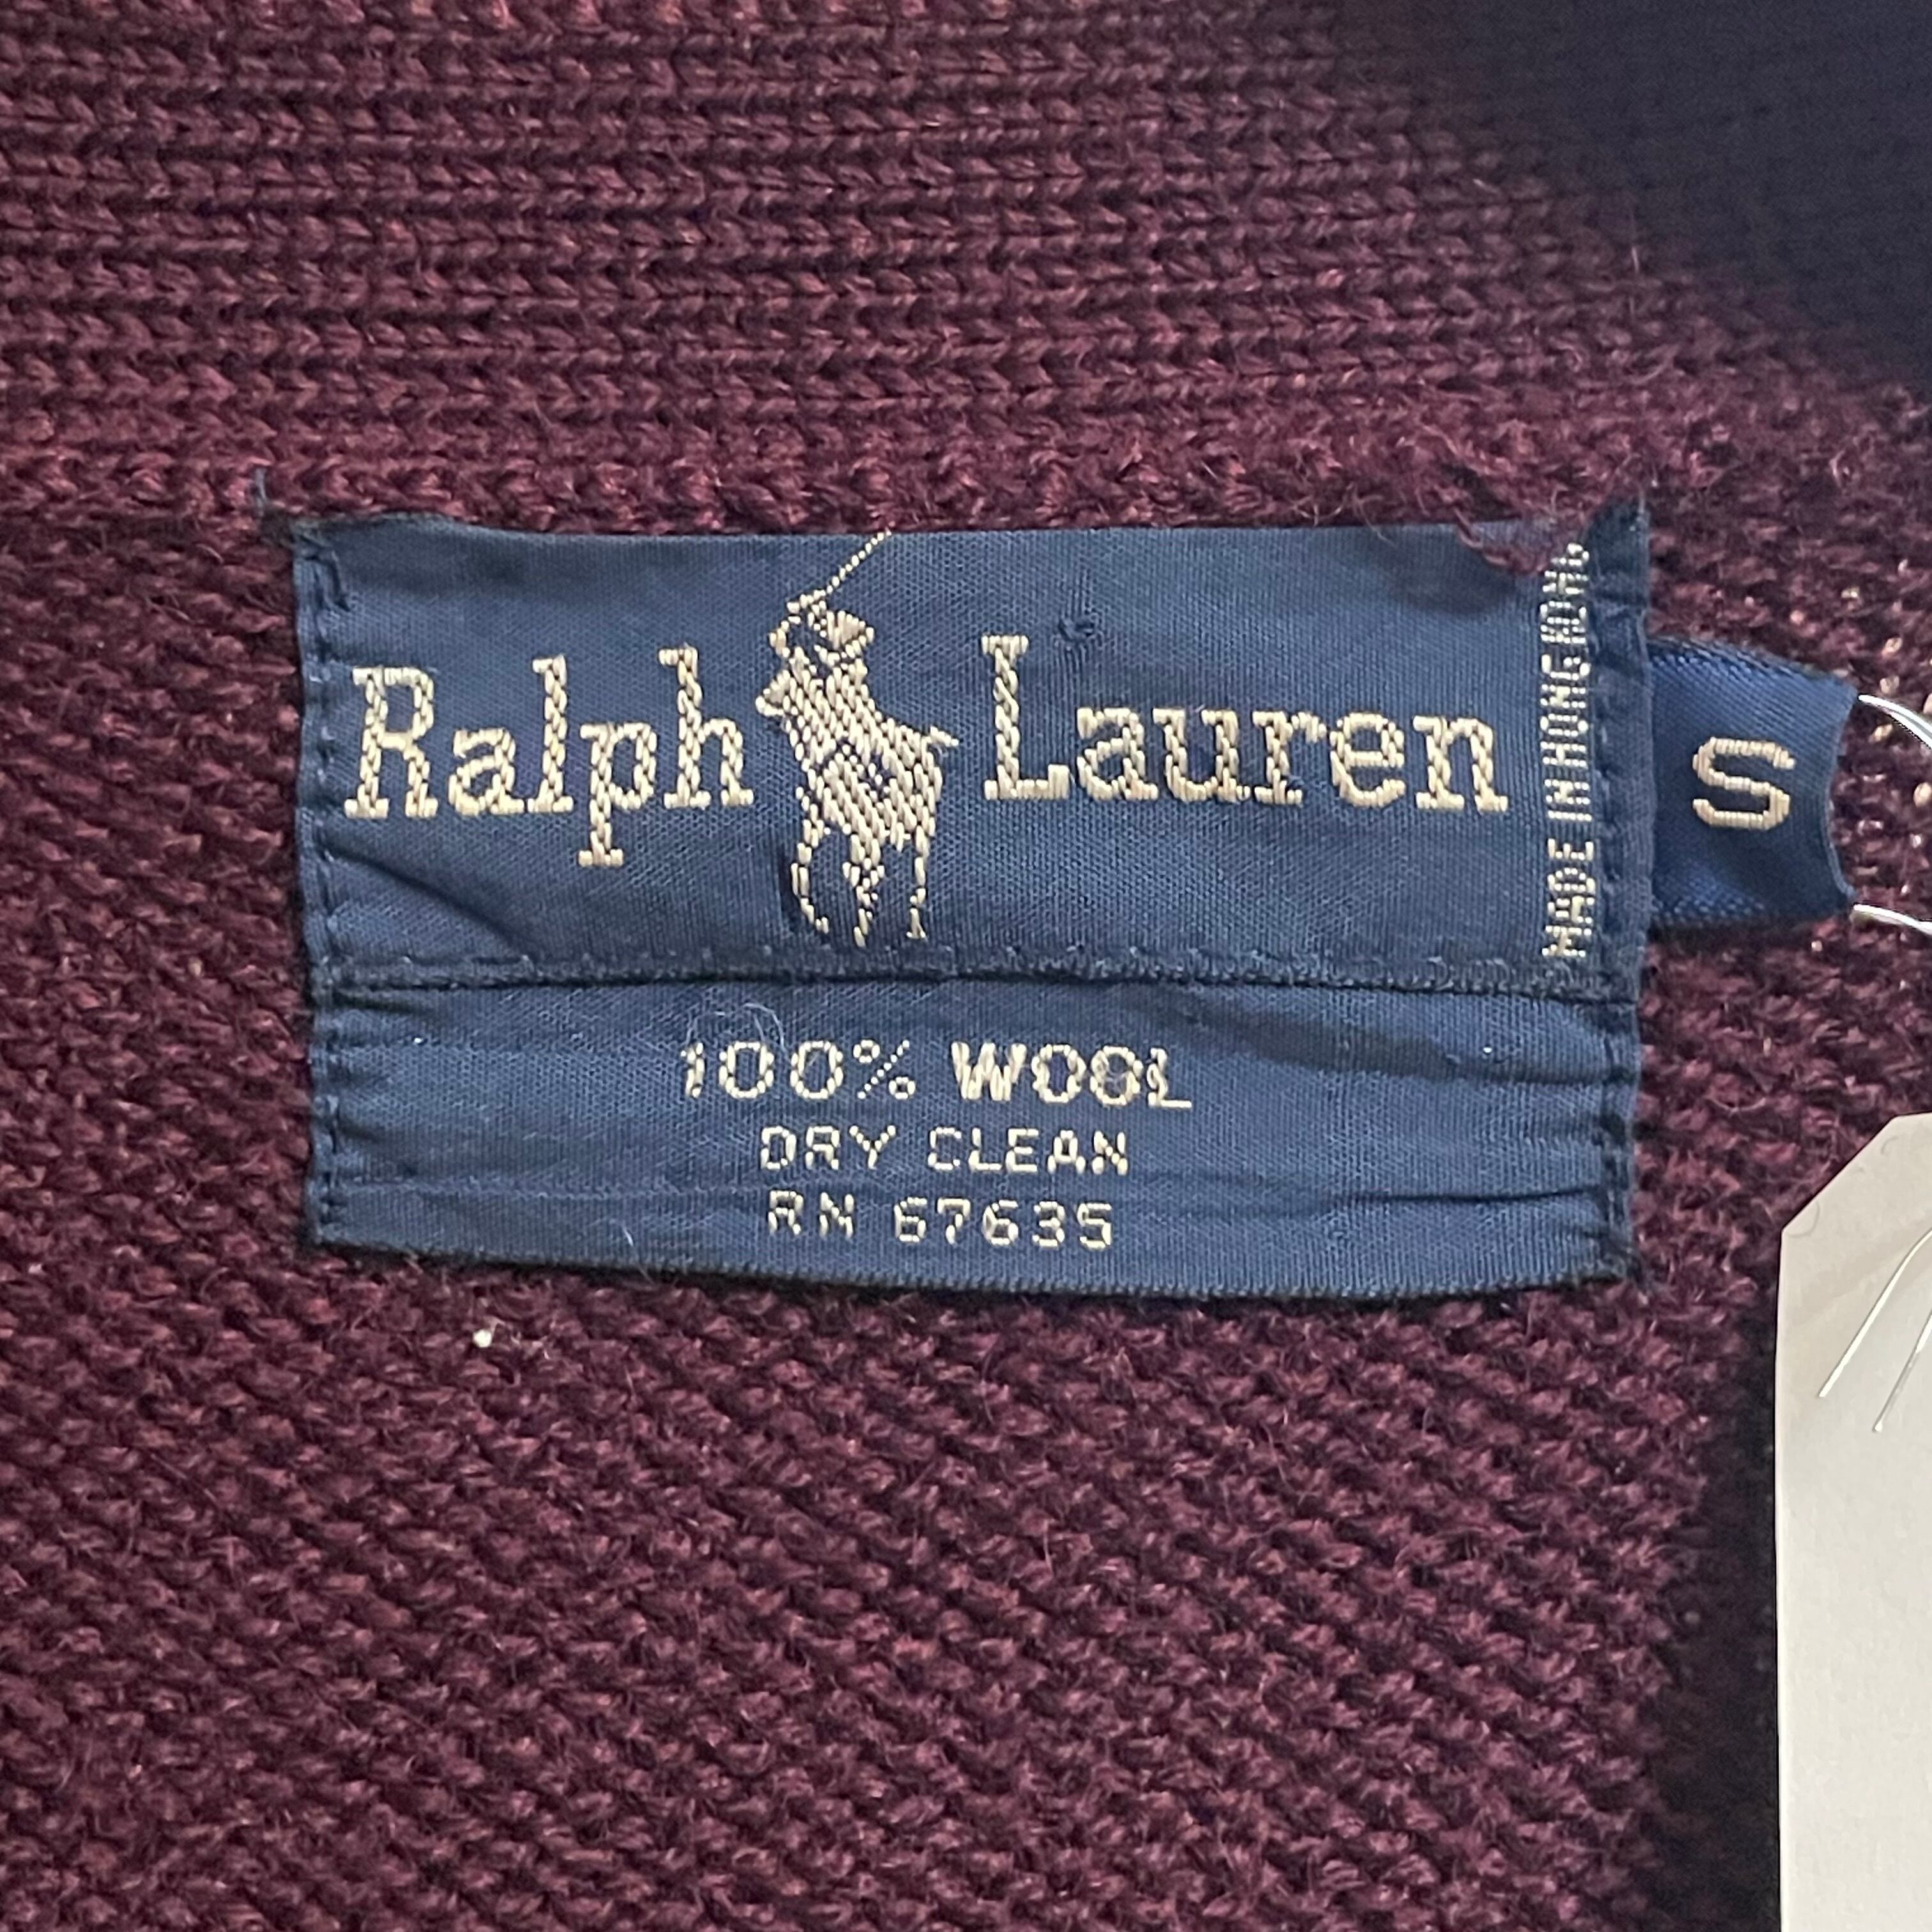 Ralph Lauren
MADE IN HONG KONG
S
100% WOOL
DRY CLEAN
RN 67635